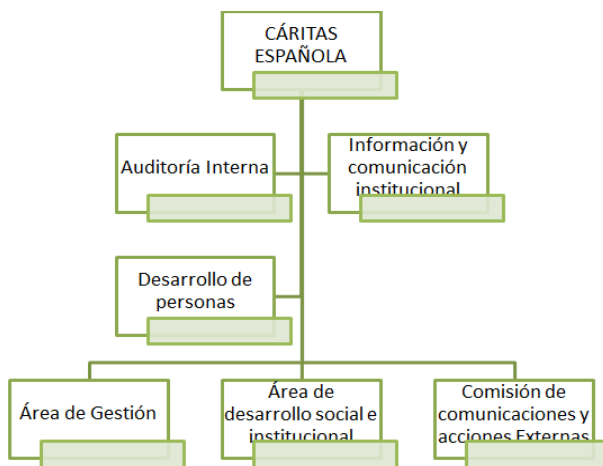 CÁRITAS
ESPAÑOLA
Auditoría Interna
Información y
comunicación
institucional
Desarrollo de
personas
Área de Gestión
Área de
desarrollo social e
institucional
Comisión de
comunicaciones y
acciones Externas